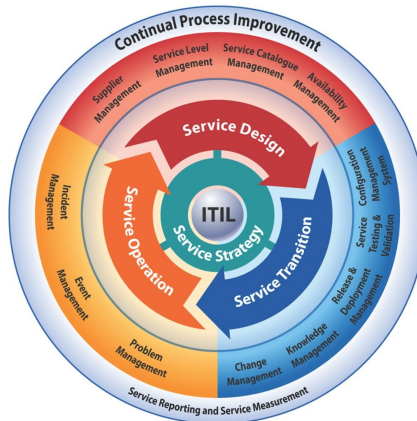 Continual Process Improvement
Supplier
Management
Service Level
Management
Service Catalogue
Management
Availability
Management
Service Design
System
Configuration
Management
Service
Testing &
Validation
Release &
Deployment
Management
Knowledge
Management
Change
Management
Service Transition
Incident
Management
Event
Management
Problem
Management
Service Operation
ITIL
Service Strategy
Service Reporting and Service Measurement